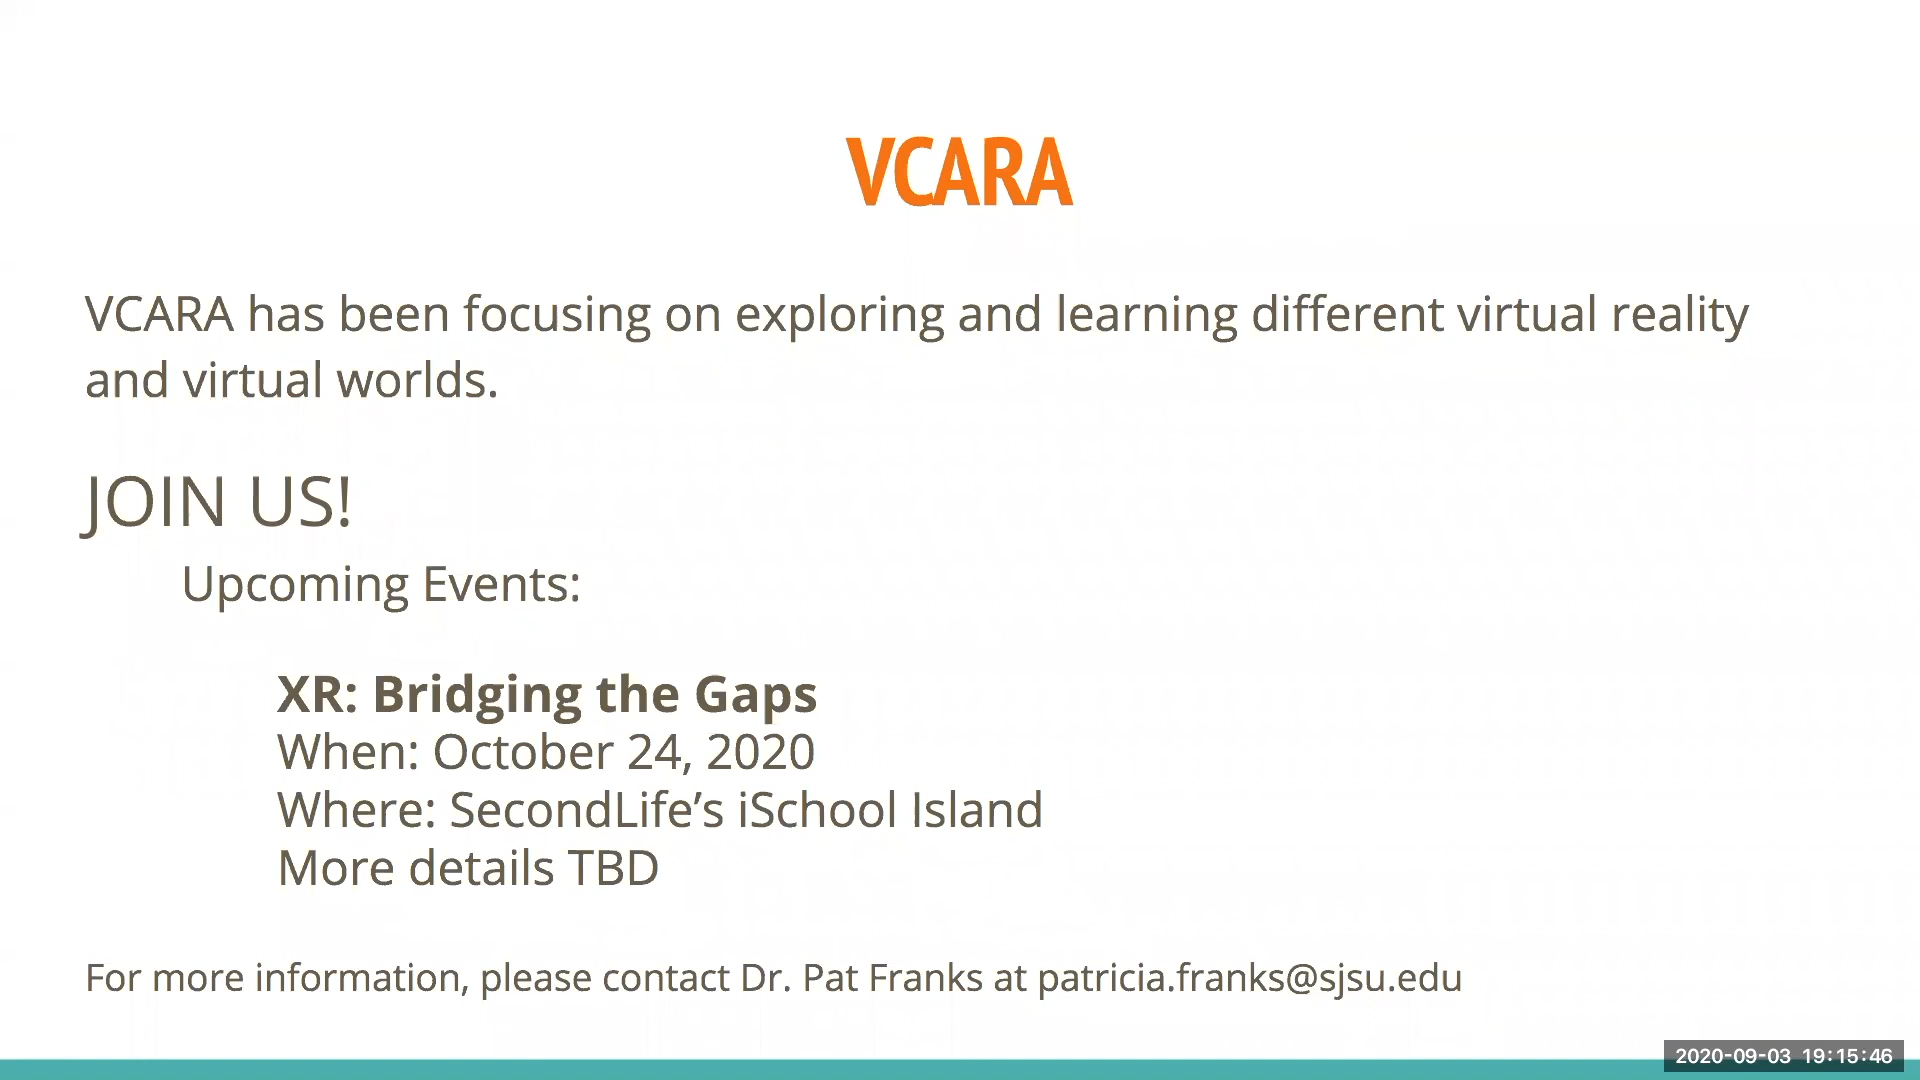 VCARA
VCARA has been focusing on exploring and learning different virtual reality
and virtual worlds.
JOIN US!
Upcoming Events:
XR: Bridging the Gaps
When: October 24, 2020
Where: SecondLife’s iSchool Island
More details TBD
For more information, please contact Dr. Pat Franks at patricia.franks@sjsu.edu
2020-09-03 19:15:46